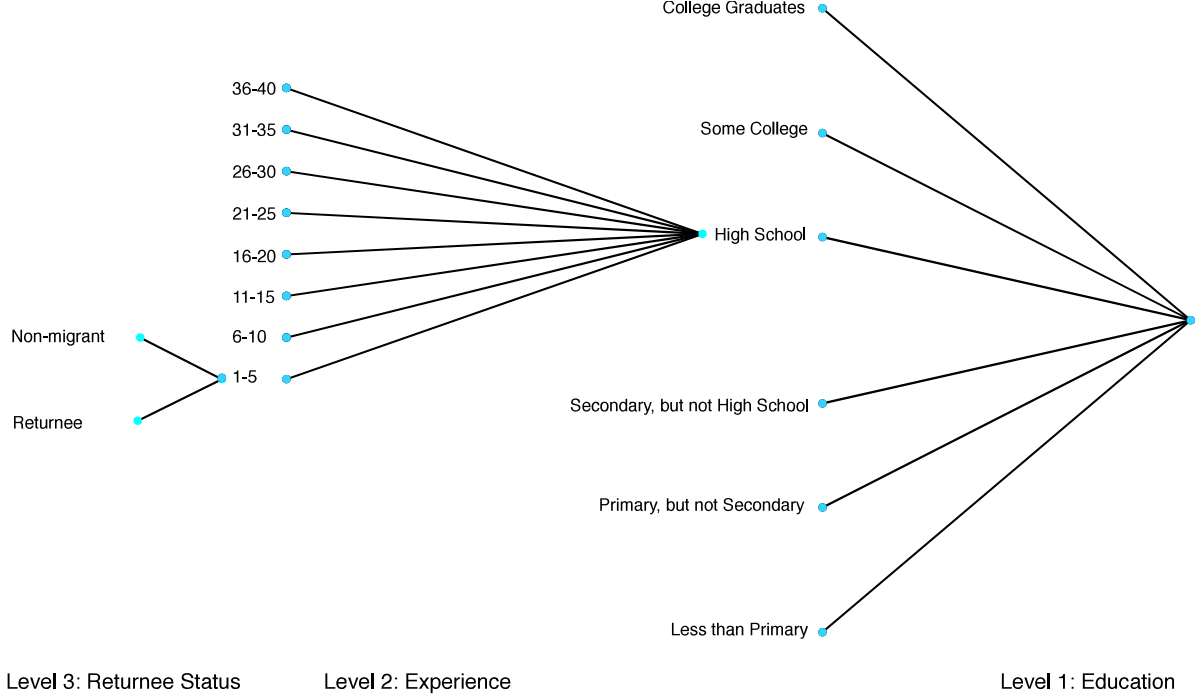 College Graduates
36-40
31-35
Some College
26-30
21-25
High School
16-20
11-15
Non-migrant
6-10
1-5
Secondary, but not High School
Returnee
Primary, but not Secondary
Less than Primary
Level 3: Returnee Status
Level 2: Experience
Level 1: Education